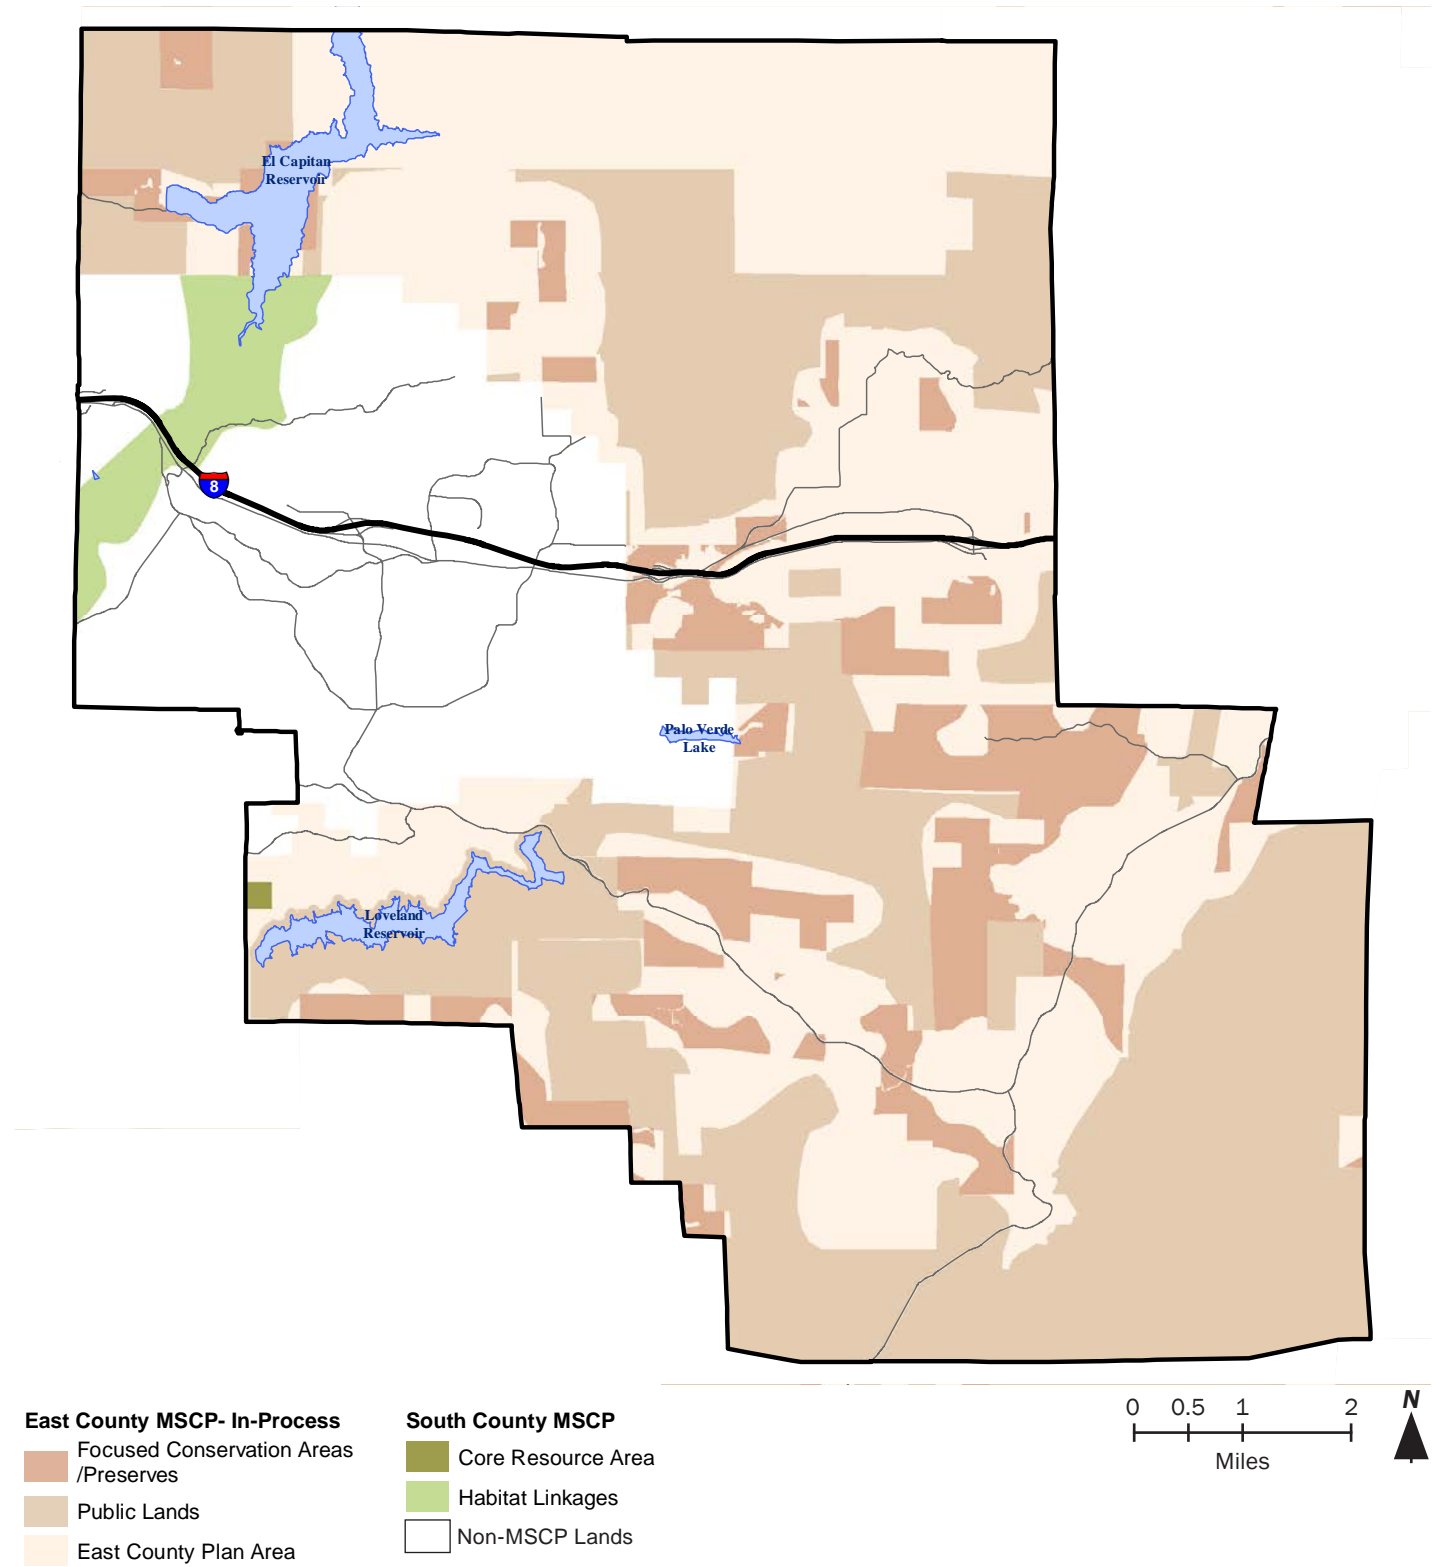 El Capitan
Reservoir
8
Palo Verde
Lake
Loveland
Reservoir
East County MSCP- In-Process
Focused Conservation Areas
/Preserves
Public Lands
East County Plan Area
South County MSCP
Core Resource Area
Habitat Linkages
Non-MSCP Lands
0 0.5 1 2
Miles
N